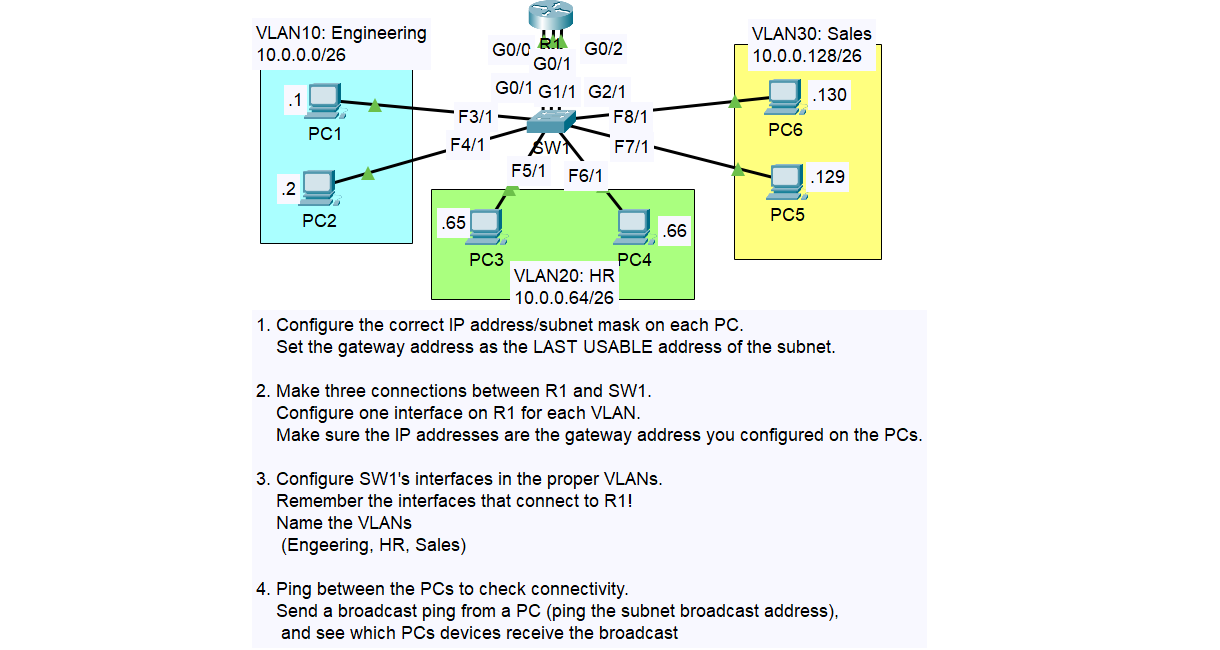 VLAN10: Engineering
10.0.0.0/26
R1
G0/0
G0/2
G0/1
VLAN30: Sales
10.0.0.128/26
G0/1
G1/1
G2/1
.1
PC1
F3/1
F8/1
.130
PC6
F4/1
SW1
F7/1
F5/1
F6/1
.2
PC2
.129
PC5
.65
PC3
.66
PC4
VLAN20: HR
10.0.0.64/26
1. Configure the correct IP address/subnet mask on each PC.
Set the gateway address as the LAST USABLE address of the subnet.
2. Make three connections between R1 and SW1.
Configure one interface on R1 for each VLAN.
Make sure the IP addresses are the gateway address you configured on the PCs.
3. Configure SW1's interfaces in the proper VLANs.
Remember the interfaces that connect to R1!
Name the VLANs
(Engeering, HR, Sales)
4. Ping between the PCs to check connectivity.
Send a broadcast ping from a PC (ping the subnet broadcast address),
and see which PCs devices receive the broadcast